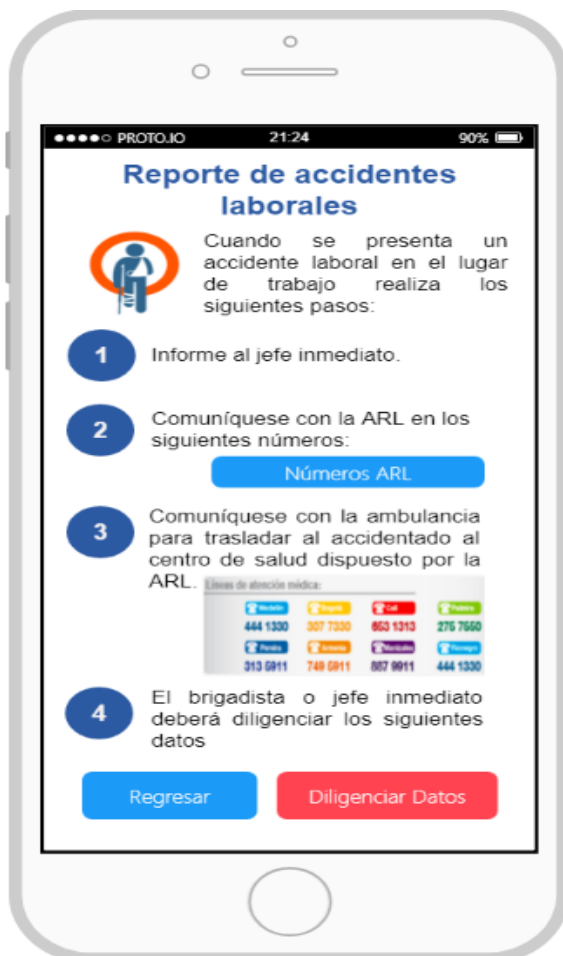 PROTO.IO 21:24 90%
Reporte de accidentes
laborales
Cuando se presenta un
accidente laboral en el lugar
de trabajo realiza los
siguientes pasos:
1 Informe al jefe inmediato.
2 Comuníquese con la ARL en los
siguientes números:
Números ARL
3 Comuníquese con la ambulancia
para trasladar al accidentado al
centro de salud dispuesto por la
ARL. Líneas de atención médica:
Medellín Bogotá Cali Palmira
444 1330 307 7330 653 1313 275 7550
Pereira Armenia Manizales Rionegro
313 5911 749 5911 887 9911 444 1330
4 El brigadista o jefe inmediato
deberá diligenciar los siguientes
datos
Regresar Diligenciar Datos